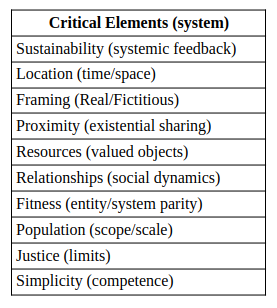 Critical Elements (system)
Sustainability (systemic feedback)
Location (time/space)
Framing (Real/Fictitious)
Proximity (existential sharing)
Resources (valued objects)
Relationships (social dynamics)
Fitness (entity/system parity)
Population (scope/scale)
Justice (limits)
Simplicity (competence)